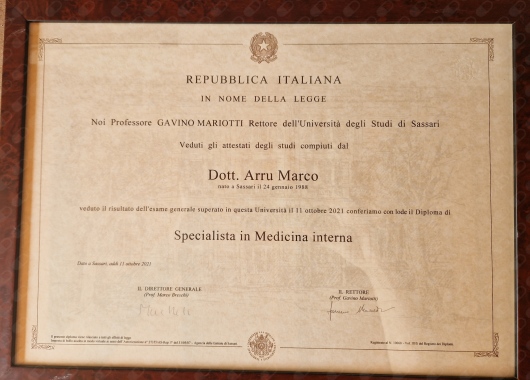 REPUBBLICA ITALIANA
IN NOME DELLA LEGGE
Noi Professore GAVINO MARIOTTI Rettore dell'Università degli Studi di Sassari
Veduti gli attestati degli studi compiuti dal
Dott. Arru Marco
nato a Sassari il 24 gennaio 1988
veduto il risultato dell'esame generale superato in questa Università il 11 ottobre 2021 conferiamo con lode il Diploma di
Specialista in Medicina interna
Dato a Sassari, addì 11 ottobre 2021
IL DIRETTORE GENERALE
IL RETTORE
(Prof. Marco Breschi)
(Prof. Gavino Mariotti)